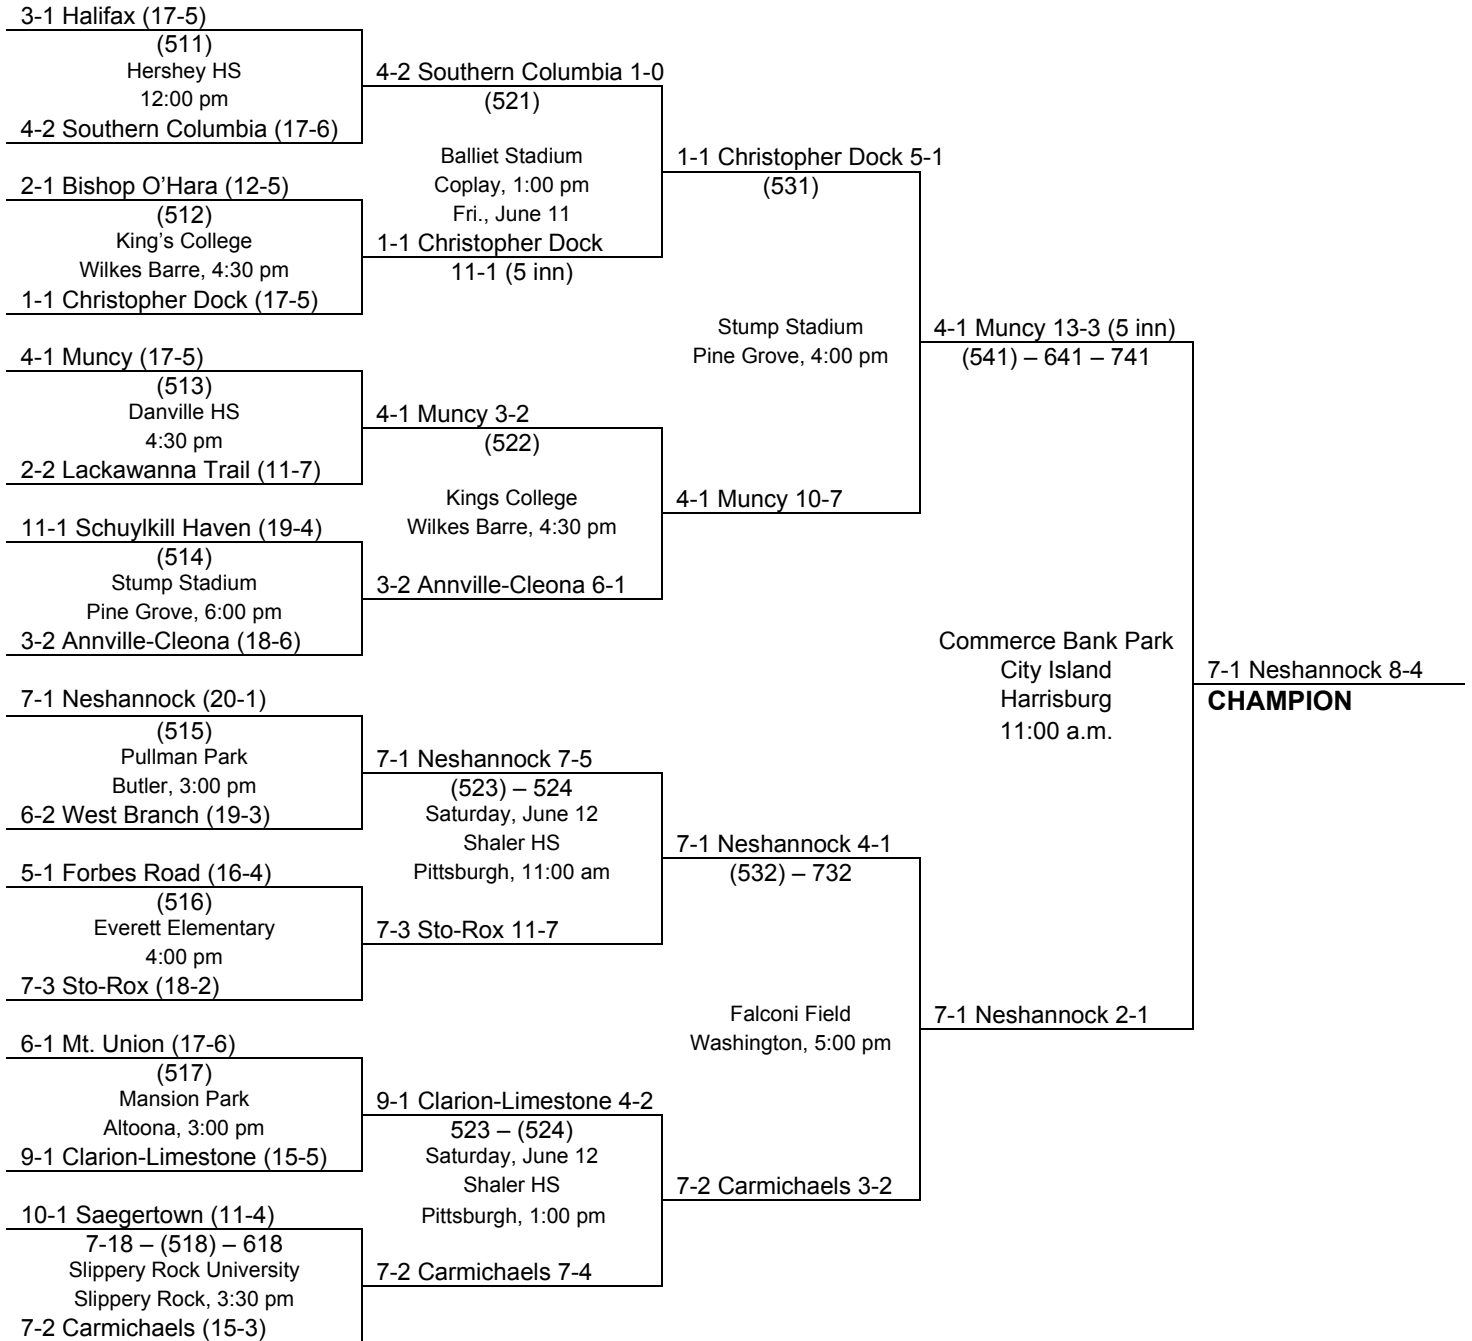 3-1 Halifax (17-5)
(511)
Hershey HS
12:00 pm
4-2 Southern Columbia (17-6)
2-1 Bishop O’Hara (12-5)
(512)
King’s College
Wilkes Barre, 4:30 pm
1-1 Christopher Dock (17-5)
4-1 Muncy (17-5)
(513)
Danville HS
4:30 pm
2-2 Lackawanna Trail (11-7)
11-1 Schuylkill Haven (19-4)
(514)
Stump Stadium
Pine Grove, 6:00 pm
3-2 Annville-Cleona (18-6)
7-1 Neshannock (20-1)
(515)
Pullman Park
Butler, 3:00 pm
6-2 West Branch (19-3)
5-1 Forbes Road (16-4)
(516)
Everett Elementary
4:00 pm
7-3 Sto-Rox (18-2)
6-1 Mt. Union (17-6)
(517)
Mansion Park
Altoona, 3:00 pm
9-1 Clarion-Limestone (15-5)
10-1 Saegertown (11-4)
7-18 – (518) – 618
Slippery Rock University
Slippery Rock, 3:30 pm
7-2 Carmichaels (15-3)
4-2 Southern Columbia 1-0
(521)
Balliet Stadium
Coplay, 1:00 pm
Fri., June 11
1-1 Christopher Dock
11-1 (5 inn)
4-1 Muncy 3-2
(522)
Kings College
Wilkes Barre, 4:30 pm
3-2 Annville-Cleona 6-1
7-1 Neshannock 7-5
(523) – 524
Saturday, June 12
Shaler HS
Pittsburgh, 11:00 am
7-3 Sto-Rox 11-7
9-1 Clarion-Limestone 4-2
523 – (524)
Saturday, June 12
Shaler HS
Pittsburgh, 1:00 pm
7-2 Carmichaels 7-4
1-1 Christopher Dock 5-1
(531)
Stump Stadium
Pine Grove, 4:00 pm
4-1 Muncy 10-7
7-1 Neshannock 4-1
(532) – 732
Falconi Field
Washington, 5:00 pm
7-2 Carmichaels 3-2
4-1 Muncy 13-3 (5 inn)
(541) – 641 – 741
Commerce Bank Park
City Island
Harrisburg
11:00 a.m.
7-1 Neshannock 2-1
7-1 Neshannock 8-4
CHAMPION